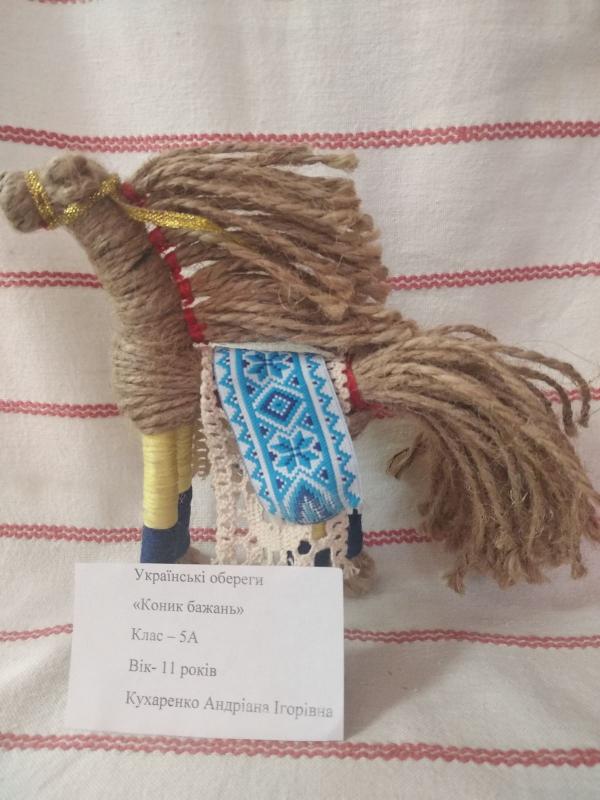 Українські обереги
«Коник бажань»
Клас – 5А
Вік- 11 років
Кухаренко Андріана Ігорівна